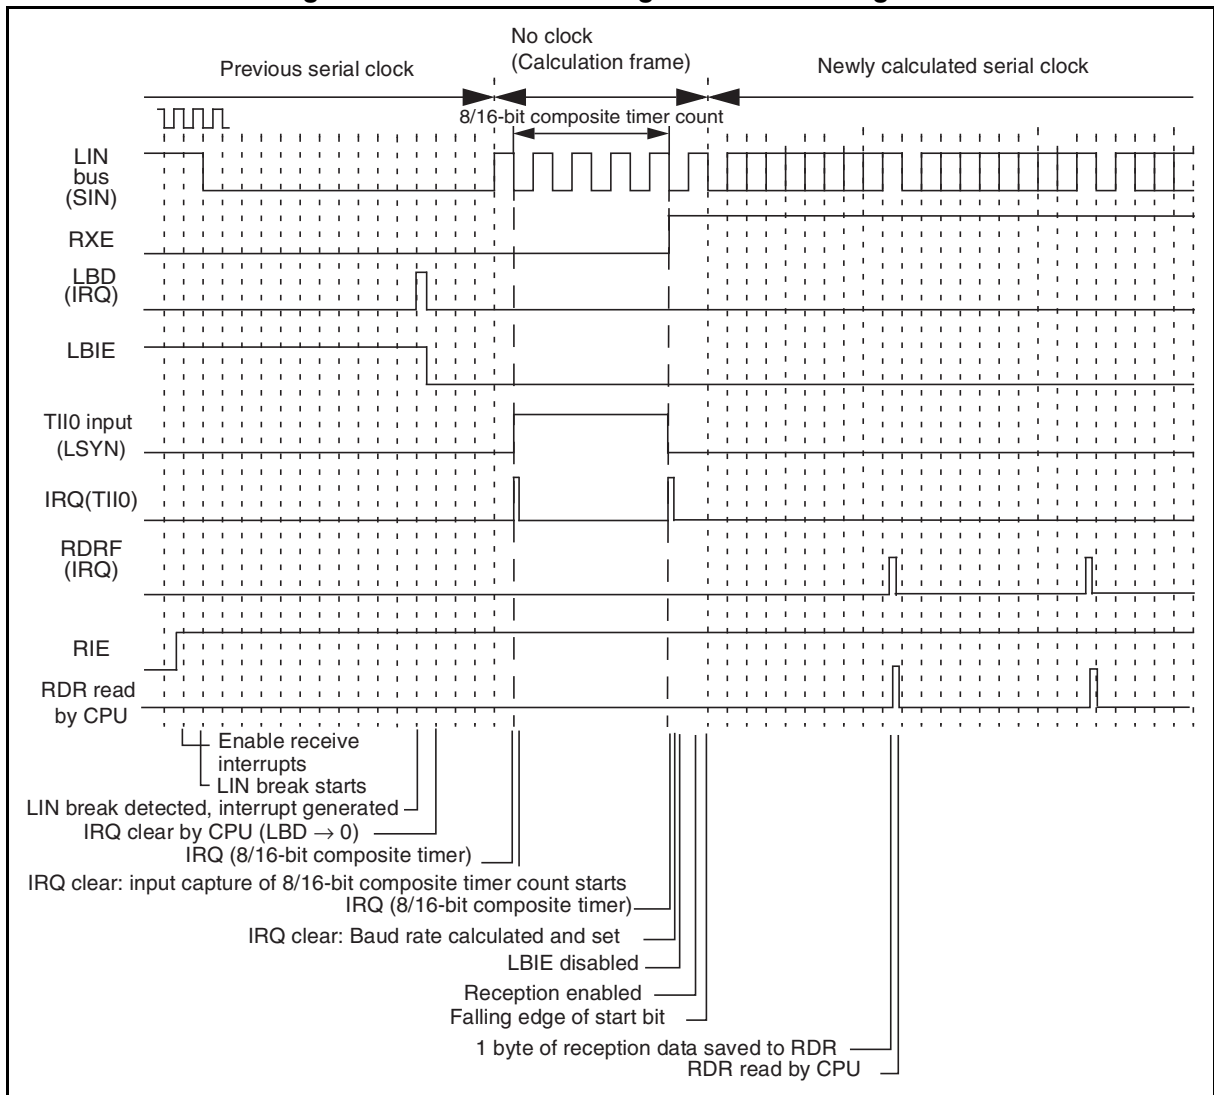 No clock
(Calculation frame)
Previous serial clock
Newly calculated serial clock
8/16-bit composite timer count
LIN
bus
(SIN)
RXE
LBD
(IRQ)
LBIE
TII0 input
(LSYN)
IRQ(TII0)
RDRF
(IRQ)
RIE
RDR read
by CPU
Enable receive
interrupts
LIN break starts
LIN break detected, interrupt generated
IRQ clear by CPU (LBD → 0)
IRQ (8/16-bit composite timer)
IRQ clear: input capture of 8/16-bit composite timer count starts
IRQ (8/16-bit composite timer)
IRQ clear: Baud rate calculated and set
LBIE disabled
Reception enabled
Falling edge of start bit
1 byte of reception data saved to RDR
RDR read by CPU